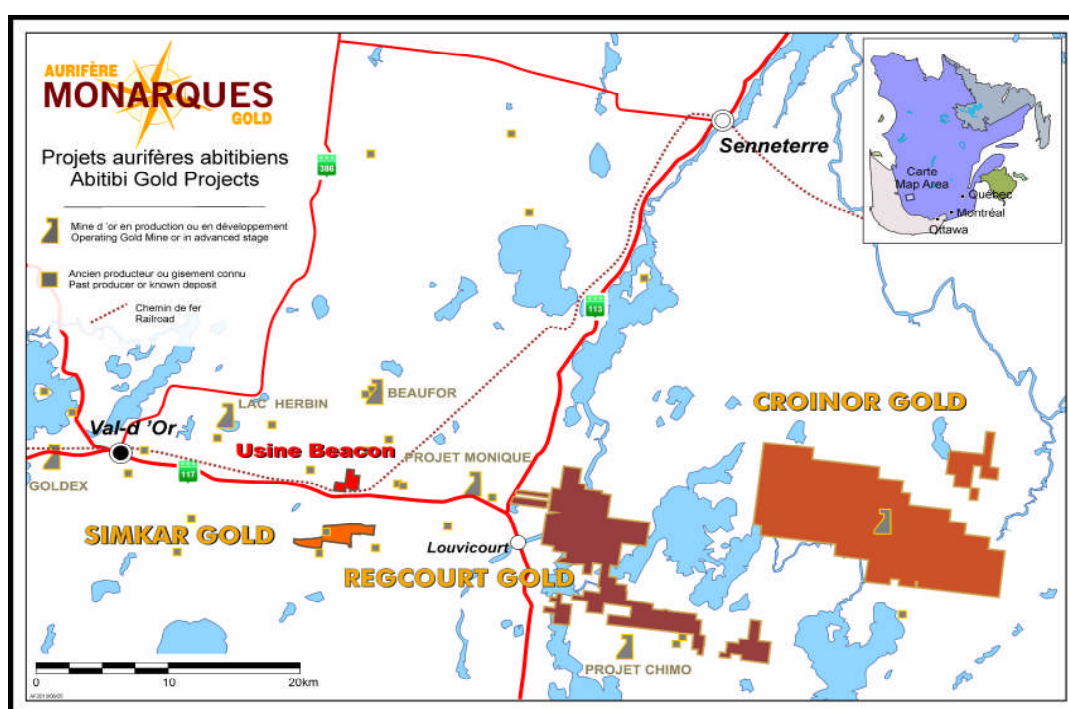 AURIFÈRE
MONARQUES
GOLD
Projets aurifères abitibiens
Abitibi Gold Projects
Mine d 'or en production ou en développement
Operating Gold Mine or in advanced stage
Ancien producteur ou gisement connu
Past producer or known deposit
Chemin de fer
Railroad
386
Senneterre
Carte
Map Area
Québec
Montréal
Ottawa
113
BEAUFOR
LAC HERBIN
CROINOR GOLD
Val-d 'Or
Usine Beacon
PROJET MONIQUE
117
GOLDEX
SIMKAR GOLD
Louvicourt
REGCOURT GOLD
PROJET CHIMO
0
10
20km